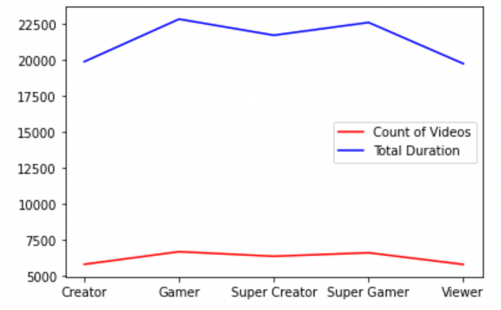 22500
20000
17500
15000
12500
10000
7500
5000
Count of Videos
Total Duration
Creator Gamer Super Creator Super Gamer Viewer